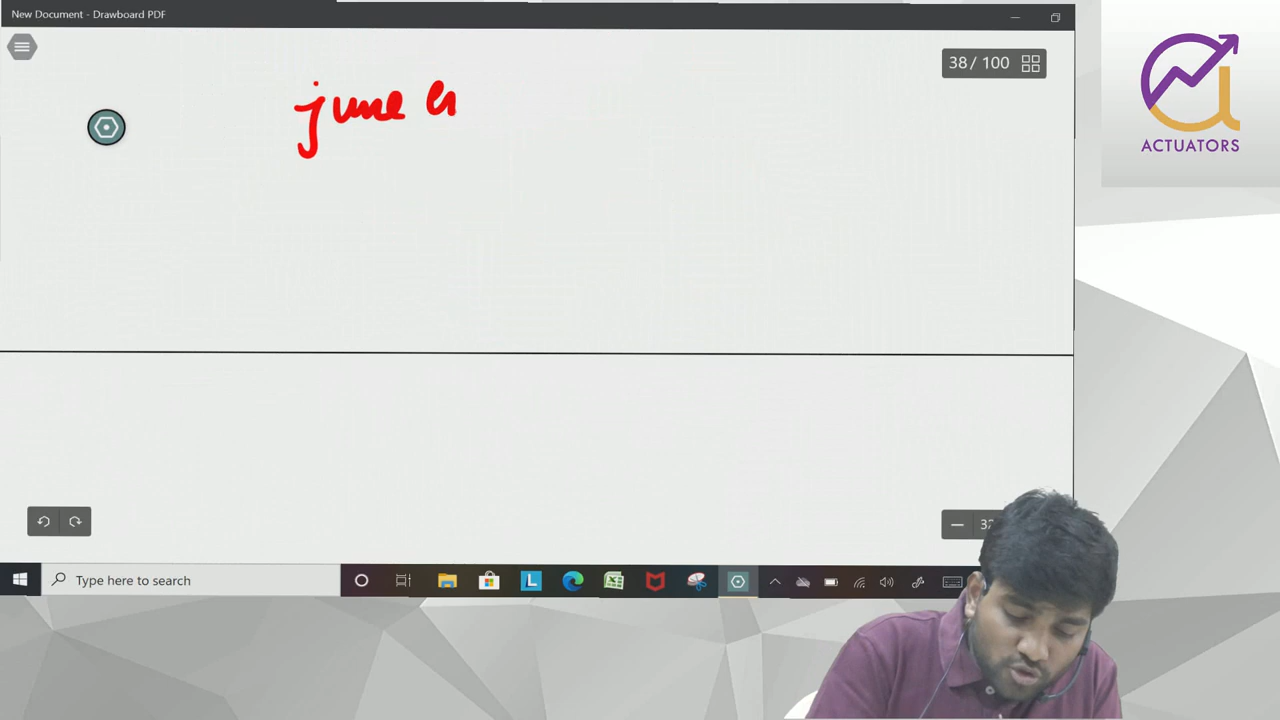 New Document - Drawboard PDF
38 / 100
ACTUATORS
june
Type here to search